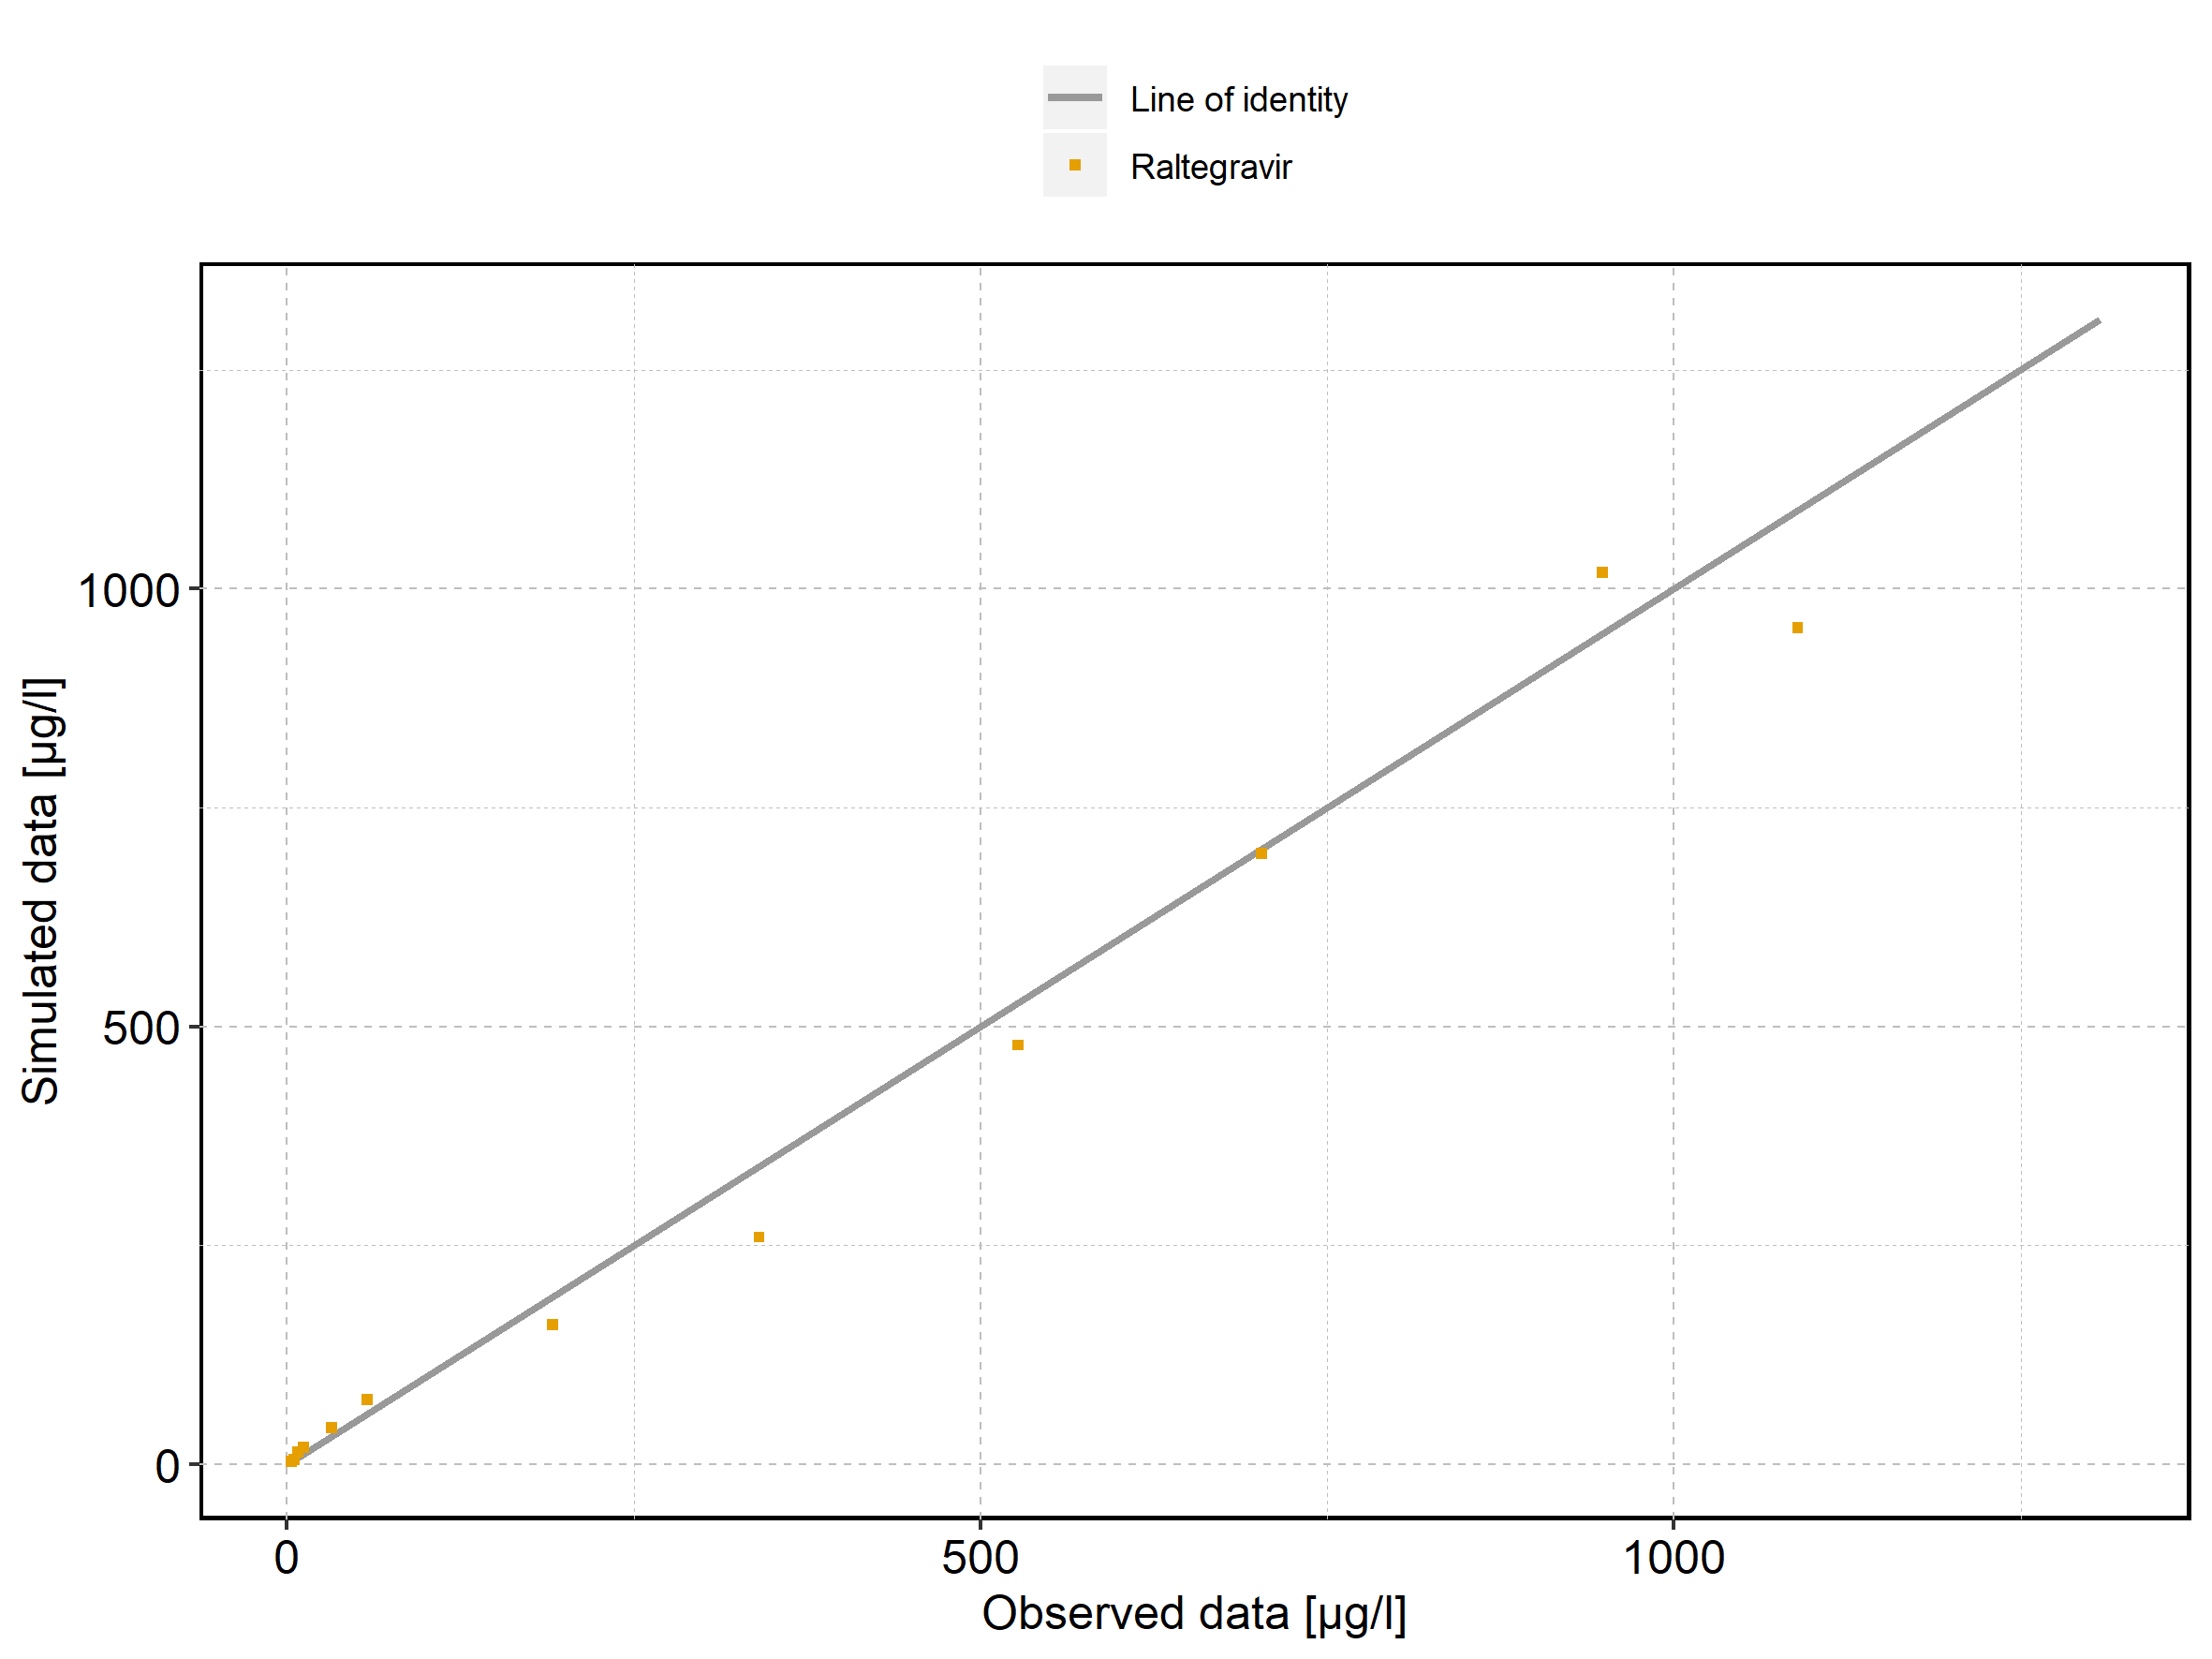 Line of identity
Raltegravir
Simulated data [µg/l]
1000
500
0
0 500 1000
Observed data [µg/l]